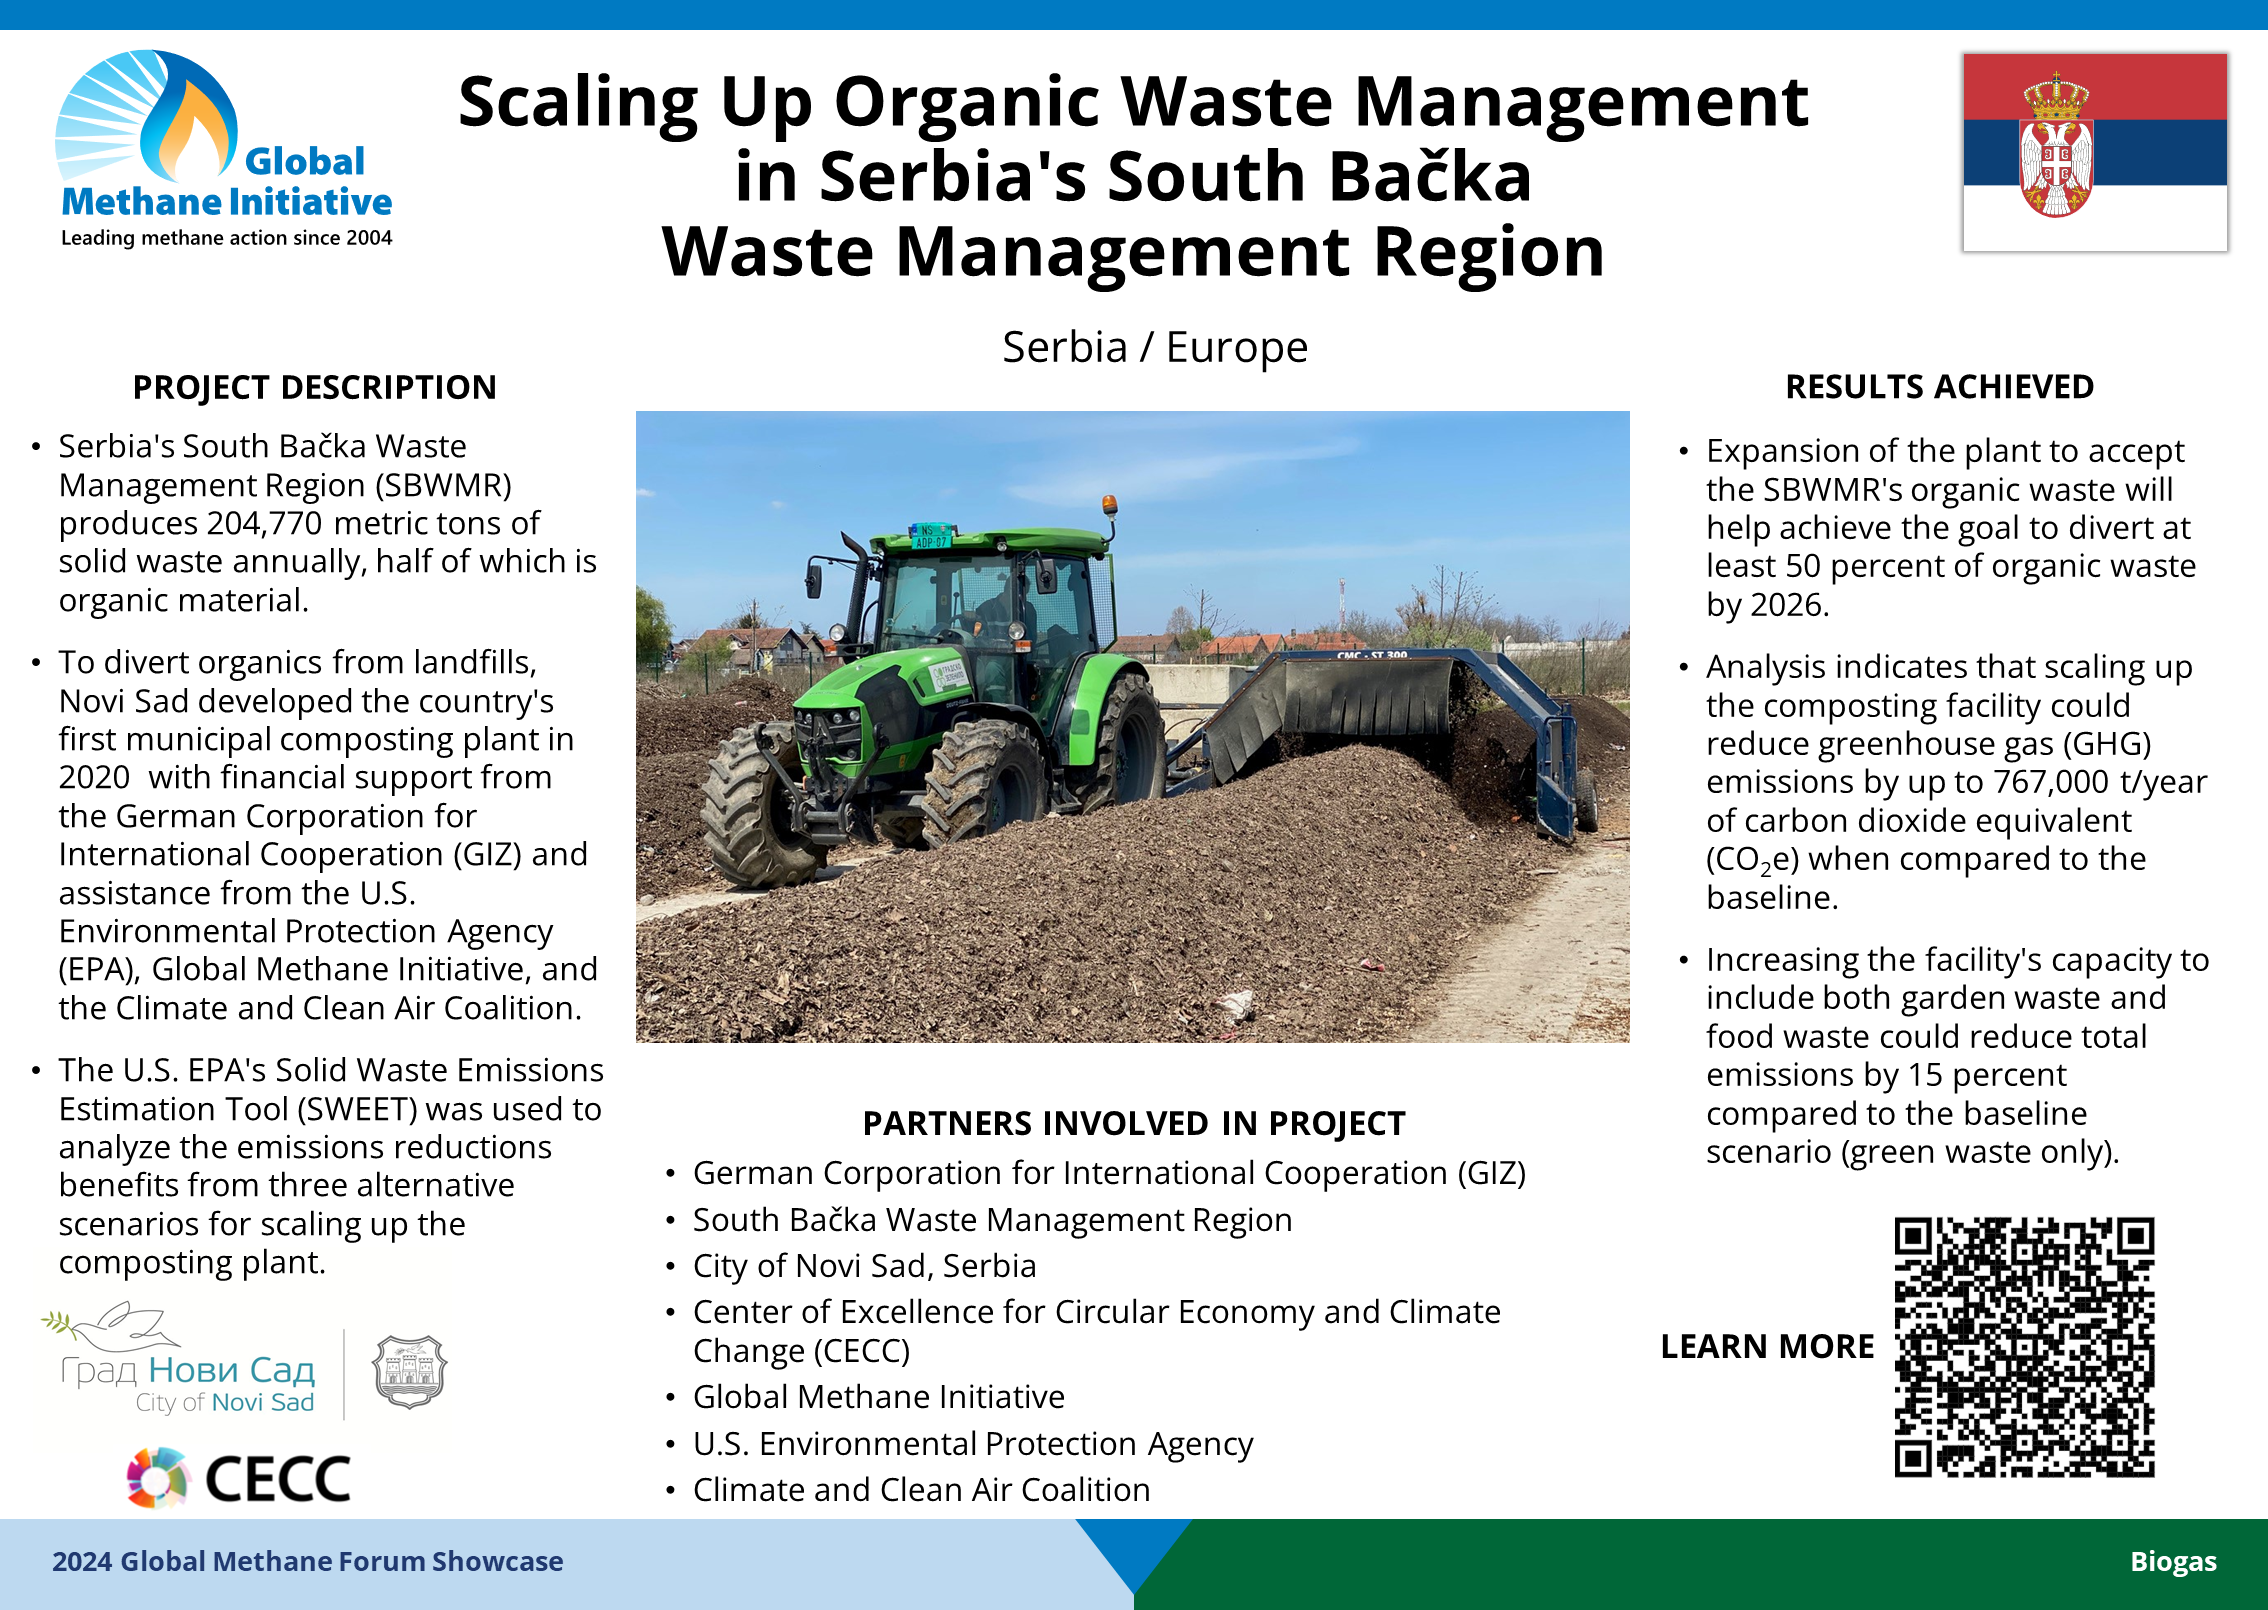 Global
Methane Initiative
Leading methane action since 2004
Scaling Up Organic Waste Management
in Serbia's South Bačka
Waste Management Region
Serbia / Europe
PROJECT DESCRIPTION
• Serbia's South Bačka Waste
Management Region (SBWMR)
produces 204,770 metric tons of
solid waste annually, half of which is
organic material.
• To divert organics from landfills,
Novi Sad developed the country's
first municipal composting plant in
2020  with financial support from
the German Corporation for
International Cooperation (GIZ) and
assistance from the U.S.
Environmental Protection Agency
(EPA), Global Methane Initiative, and
the Climate and Clean Air Coalition.
• The U.S. EPA's Solid Waste Emissions
Estimation Tool (SWEET) was used to
analyze the emissions reductions
benefits from three alternative
scenarios for scaling up the
composting plant.
Град Нови Сад
City of Novi Sad
CECC
NS
ADP-07
ГРАДСКО
ЗЕЛЕНИЛО
CMC - ST 300
PARTNERS INVOLVED IN PROJECT
• German Corporation for International Cooperation (GIZ)
• South Bačka Waste Management Region
• City of Novi Sad, Serbia
• Center of Excellence for Circular Economy and Climate
Change (CECC)
• Global Methane Initiative
• U.S. Environmental Protection Agency
• Climate and Clean Air Coalition
RESULTS ACHIEVED
• Expansion of the plant to accept
the SBWMR's organic waste will
help achieve the goal to divert at
least 50 percent of organic waste
by 2026.
• Analysis indicates that scaling up
the composting facility could
reduce greenhouse gas (GHG)
emissions by up to 767,000 t/year
of carbon dioxide equivalent
(CO₂e) when compared to the
baseline.
• Increasing the facility's capacity to
include both garden waste and
food waste could reduce total
emissions by 15 percent
compared to the baseline
scenario (green waste only).
LEARN MORE
2024 Global Methane Forum Showcase
Biogas